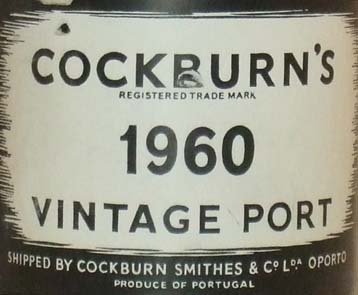 COCKBURN'S
REGISTERED TRADE MARK
1960
VINTAGE PORT
SHIPPED BY COCKBURN SMITHES & Cº Lᴰᴬ OPORTO
PRODUCE OF PORTUGAL